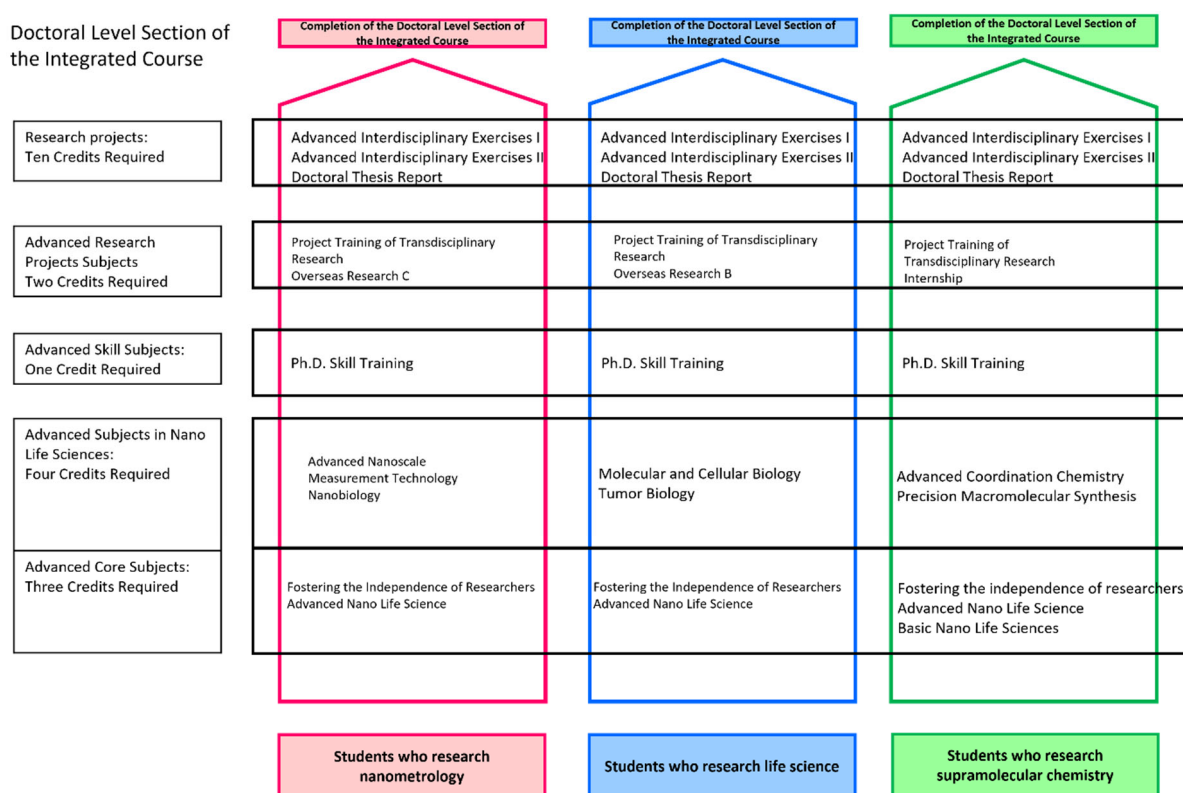 Doctoral Level Section of
the Integrated Course
Completion of the Doctoral Level Section of
the Integrated Course
Completion of the Doctoral Level Section of
the Integrated Course
Completion of the Doctoral Level Section of
the Integrated Course
Research projects:
Ten Credits Required
Advanced Interdisciplinary Exercises I
Advanced Interdisciplinary Exercises II
Doctoral Thesis Report
Advanced Interdisciplinary Exercises I
Advanced Interdisciplinary Exercises II
Doctoral Thesis Report
Advanced Interdisciplinary Exercises I
Advanced Interdisciplinary Exercises II
Doctoral Thesis Report
Advanced Research
Projects Subjects
Two Credits Required
Project Training of Transdisciplinary
Research
Overseas Research C
Project Training of Transdisciplinary
Research
Overseas Research B
Project Training of
Transdisciplinary Research
Internship
Advanced Skill Subjects:
One Credit Required
Ph.D. Skill Training
Ph.D. Skill Training
Ph.D. Skill Training
Advanced Subjects in Nano
Life Sciences:
Four Credits Required
Advanced Nanoscale
Measurement Technology
Nanobiology
Molecular and Cellular Biology
Tumor Biology
Advanced Coordination Chemistry
Precision Macromolecular Synthesis
Advanced Core Subjects:
Three Credits Required
Fostering the Independence of Researchers
Advanced Nano Life Science
Fostering the Independence of Researchers
Advanced Nano Life Science
Fostering the independence of researchers
Advanced Nano Life Science
Basic Nano Life Sciences
Students who research
nanometrology
Students who research life science
Students who research
supramolecular chemistry